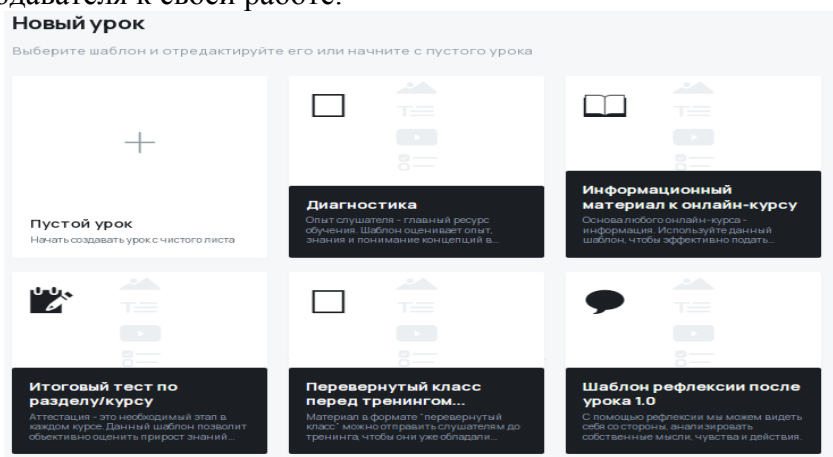 здавателя к своей работе.
Новый урок
Выберите шаблон и отредактируйте его или начните с пустого урока
Пустой урок
Начать создавать урок с чистого листа
Диагностика
Опыт слушателя - главный ресурс
обучения. Шаблон оценивает опыт,
знания и понимание концепций в...
Информационный
материал к онлайн-курсу
Основа любого онлайн-курса -
информация. Используйте данный
шаблон, чтобы эффективно подать...
Итоговый тест по
разделу/курсу
Аттестация - это необходимый этап в
каждом курсе. Данный шаблон позволит
объективно оценить прирост знаний...
Перевернутый класс
перед тренингом...
Материал в формате "перевернутый
класс" можно отправить слушателям до
тренинга, чтобы они уже обладали...
Шаблон рефлексии после
урока 1.0
С помощью рефлексии мы можем видеть
себя со стороны, анализировать
собственные мысли, чувства и действия.